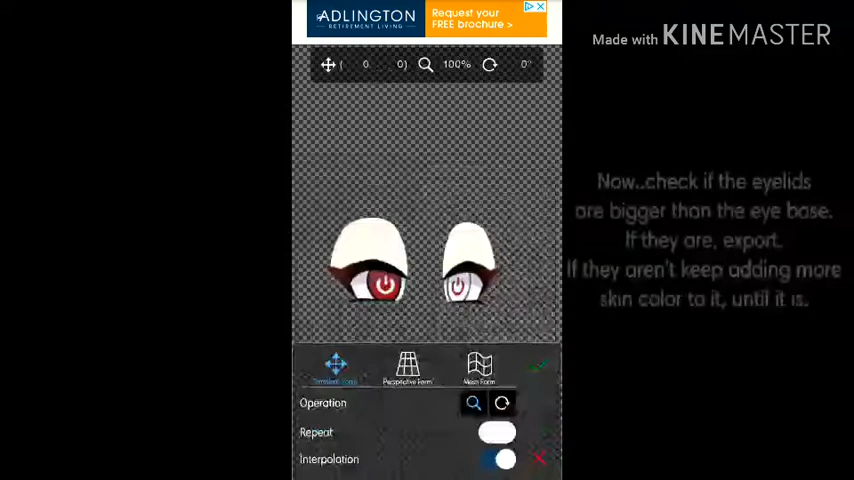 ADLINGTON
RETIREMENT LIVING
Request your
FREE brochure >
Made with KINEMASTER
( 0 0) 100% 0°
Now..check if the eyelids
are bigger than the eye base.
If they are, export.
If they aren't keep adding more
skin color to it, until it is.
Perspective Form Mesh Form
Operation
Repeat
Interpolation